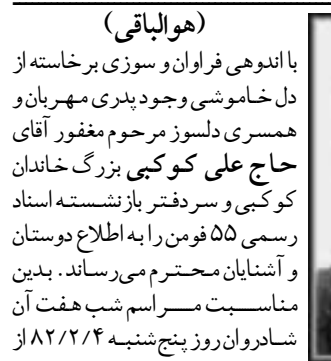 (هوالباقی)
با اندوهی فراوان و سوزی برخاسته از
دل خاموشی وجود پدری مهربان و
همسری دلسوز مرحوم مغفور آقای
حاج علی کوکبی بزرگ خاندان
کوکبی و سردفتر بازنشسته اسناد
رسمی ۵۵ فومن را به اطلاع دوستان
و آشنایان محترم می‌رساند. بدین
مناسبت مراسم شب هفت آن
شادروان روز پنج‌شنبه ۸۲/۲/۴ از